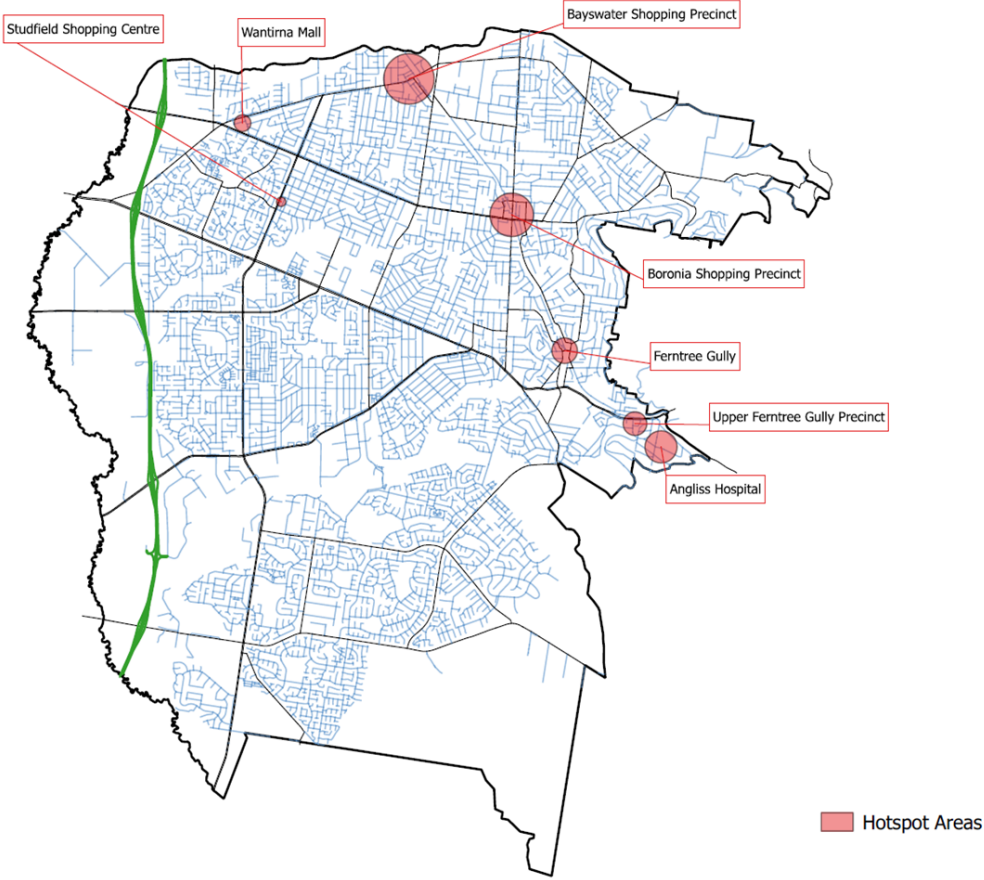 Bayswater Shopping Precinct
Studfield Shopping Centre
Wantirna Mall
Boronia Shopping Precinct
Ferntree Gully
Upper Ferntree Gully Precinct
Angliss Hospital
Hotspot Areas